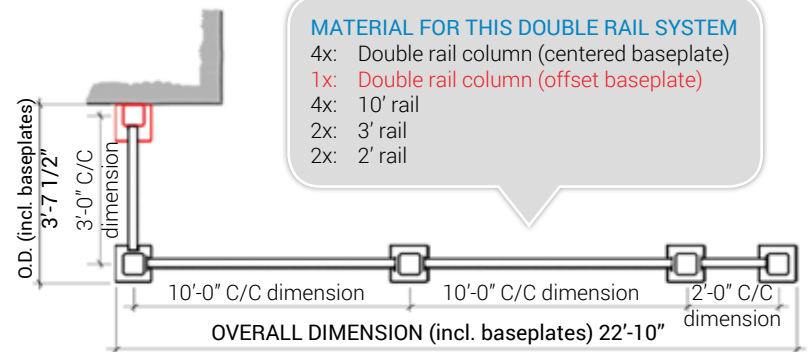 MATERIAL FOR THIS DOUBLE RAIL SYSTEM
4x: Double rail column (centered baseplate)
1x: Double rail column (offset baseplate)
4x: 10’ rail
2x: 3’ rail
2x: 2’ rail
O.D. (incl. baseplates)
3’-7 1/2”
3’-0” C/C
dimension
10’-0” C/C dimension
10’-0” C/C dimension
2’-0” C/C
dimension
OVERALL DIMENSION (incl. baseplates) 22’-10”